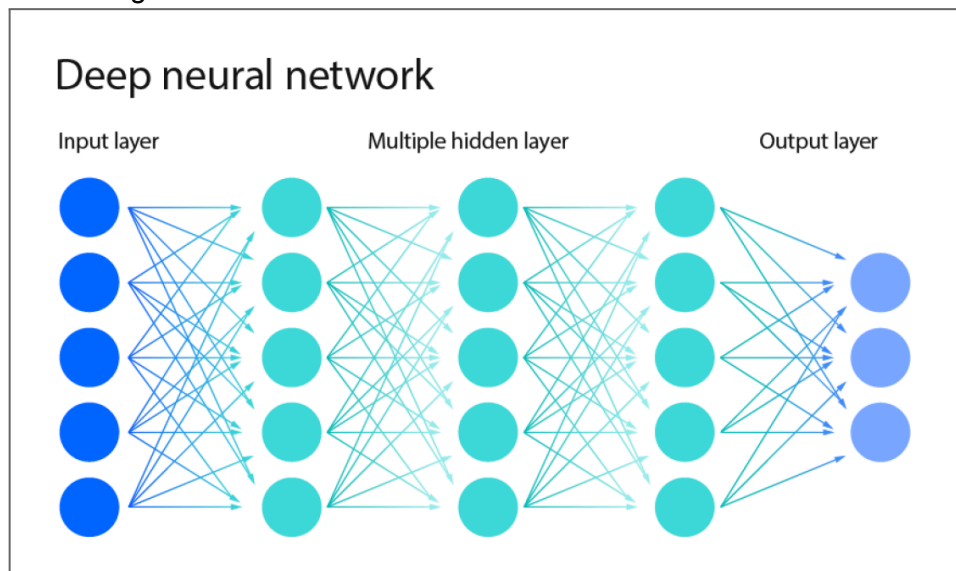 Deep neural network
Input layer
Multiple hidden layer
Output layer